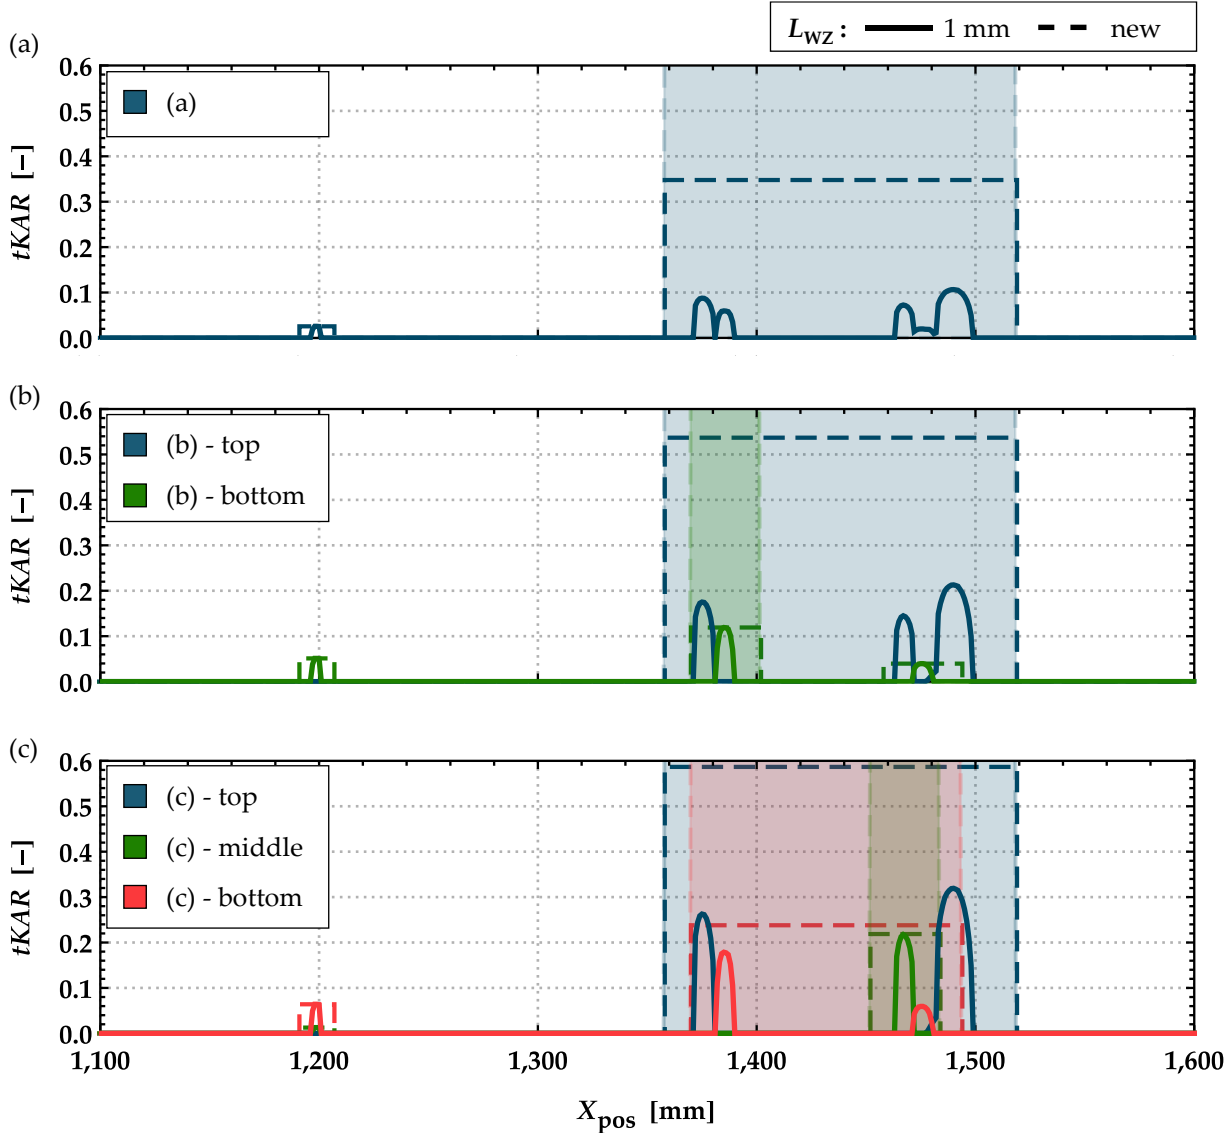 L_WZ : 1 mm new
(a)
0.6
(a)
0.5
0.4
0.3
0.2
0.1
0.0
tKAR [–]
(b)
0.6
(b) - top
0.5
(b) - bottom
0.4
0.3
0.2
0.1
0.0
tKAR [–]
(c)
0.6
(c) - top
0.5
(c) - middle
0.4
(c) - bottom
0.3
0.2
0.1
0.0
tKAR [–]
1,100 1,200 1,300 1,400 1,500 1,600
X_pos [mm]